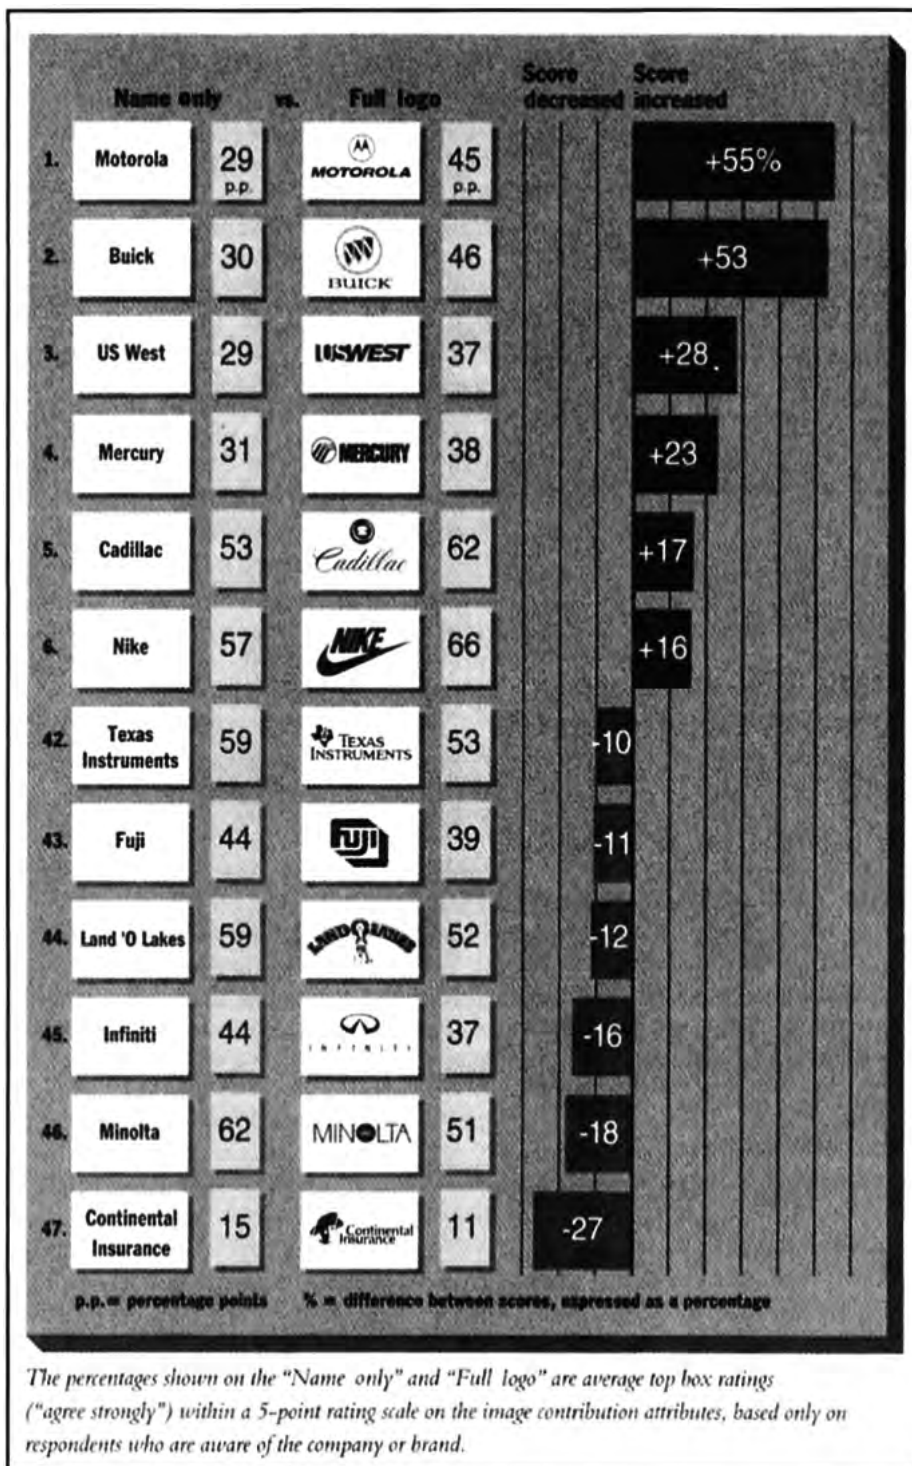 Score Score
Name only vs. Full logo decreased increased
1. Motorola 29 p.p. MOTOROLA 45 p.p. +55%
2. Buick 30 BUICK 46 +53
3. US West 29 USWEST 37 +28
4. Mercury 31 MERCURY 38 +23
5. Cadillac 53 Cadillac 62 +17
6. Nike 57 NIKE 66 +16
42. Texas Instruments 59 TEXAS INSTRUMENTS 53 -10
43. Fuji 44 FUJI 39 -11
44. Land 'O Lakes 59 LAND O LAKES 52 -12
45. Infiniti 44 INFINITI 37 -16
46. Minolta 62 MINOLTA 51 -18
47. Continental Insurance 15 Continental Insurance 11 -27
p.p. = percentage points % = difference between scores, expressed as a percentage
The percentages shown on the "Name only" and "Full logo" are average top box ratings
("agree strongly") within a 5-point rating scale on the image contribution attributes, based only on
respondents who are aware of the company or brand.